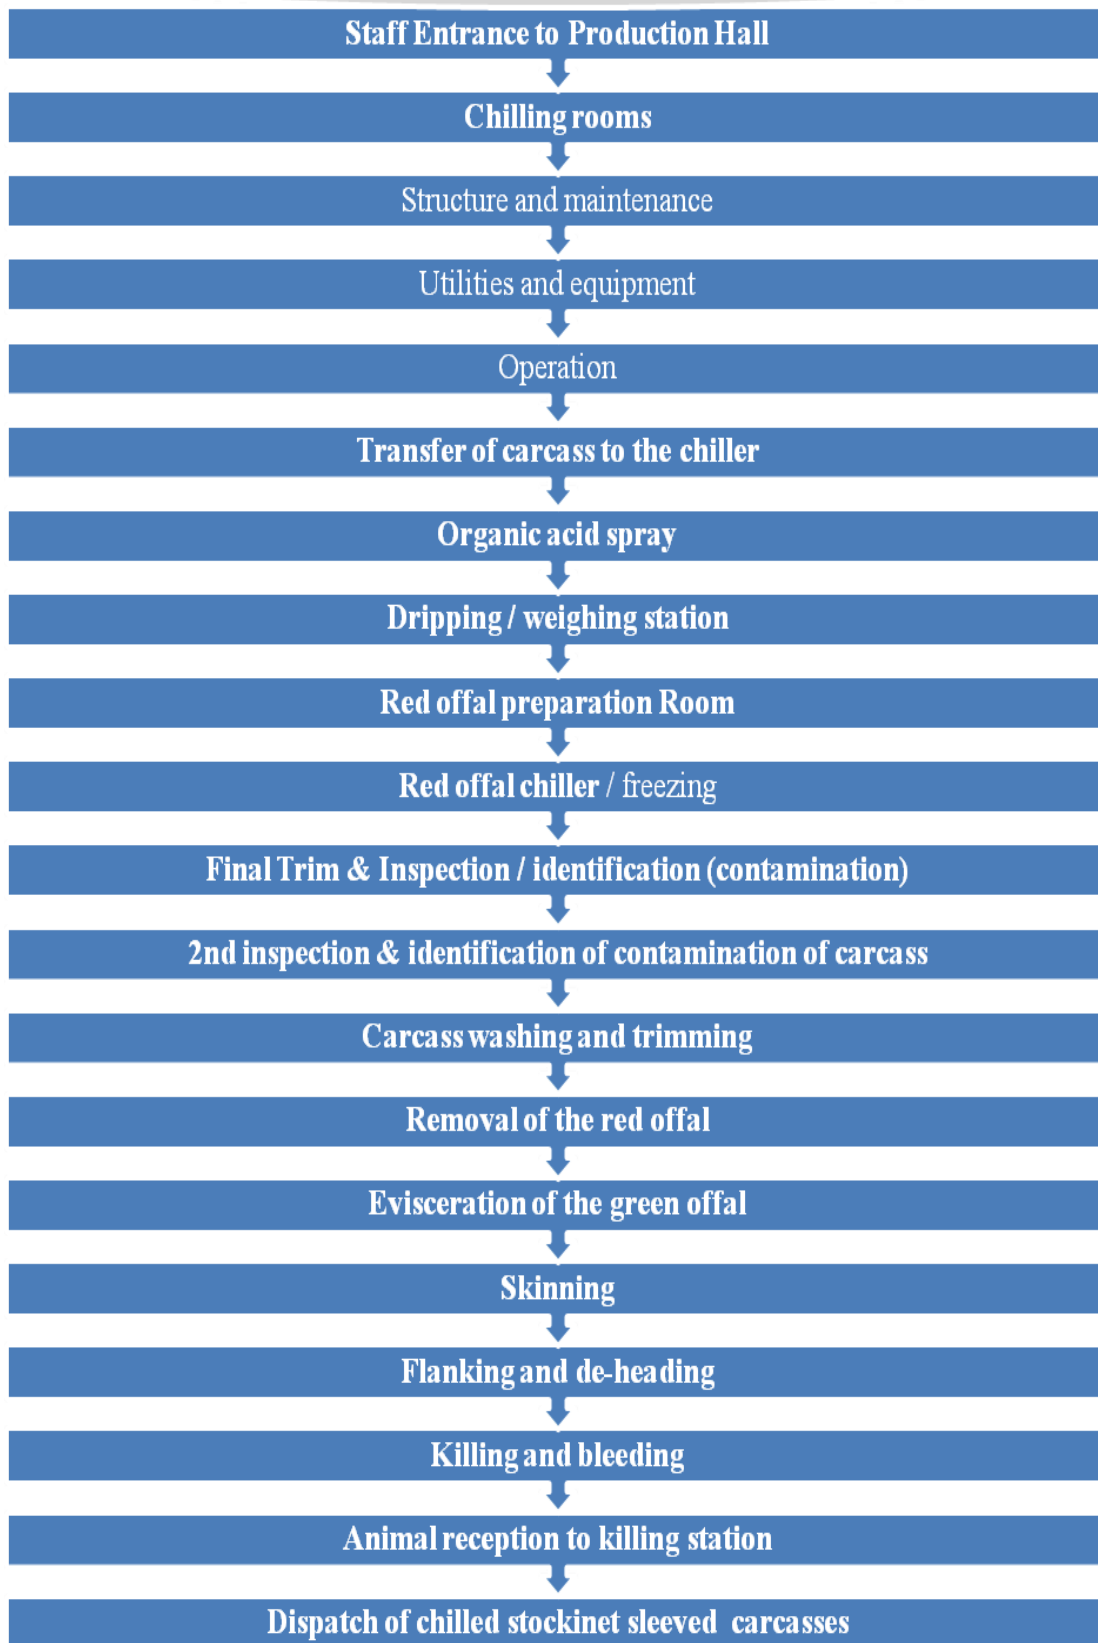 Staff Entrance to Production Hall
Chilling rooms
Structure and maintenance
Utilities and equipment
Operation
Transfer of carcass to the chiller
Organic acid spray
Dripping / weighing station
Red offal preparation Room
Red offal chiller / freezing
Final Trim & Inspection / identification (contamination)
2nd inspection & identification of contamination of carcass
Carcass washing and trimming
Removal of the red offal
Evisceration of the green offal
Skinning
Flanking and de-heading
Killing and bleeding
Animal reception to killing station
Dispatch of chilled stockinet sleeved carcasses